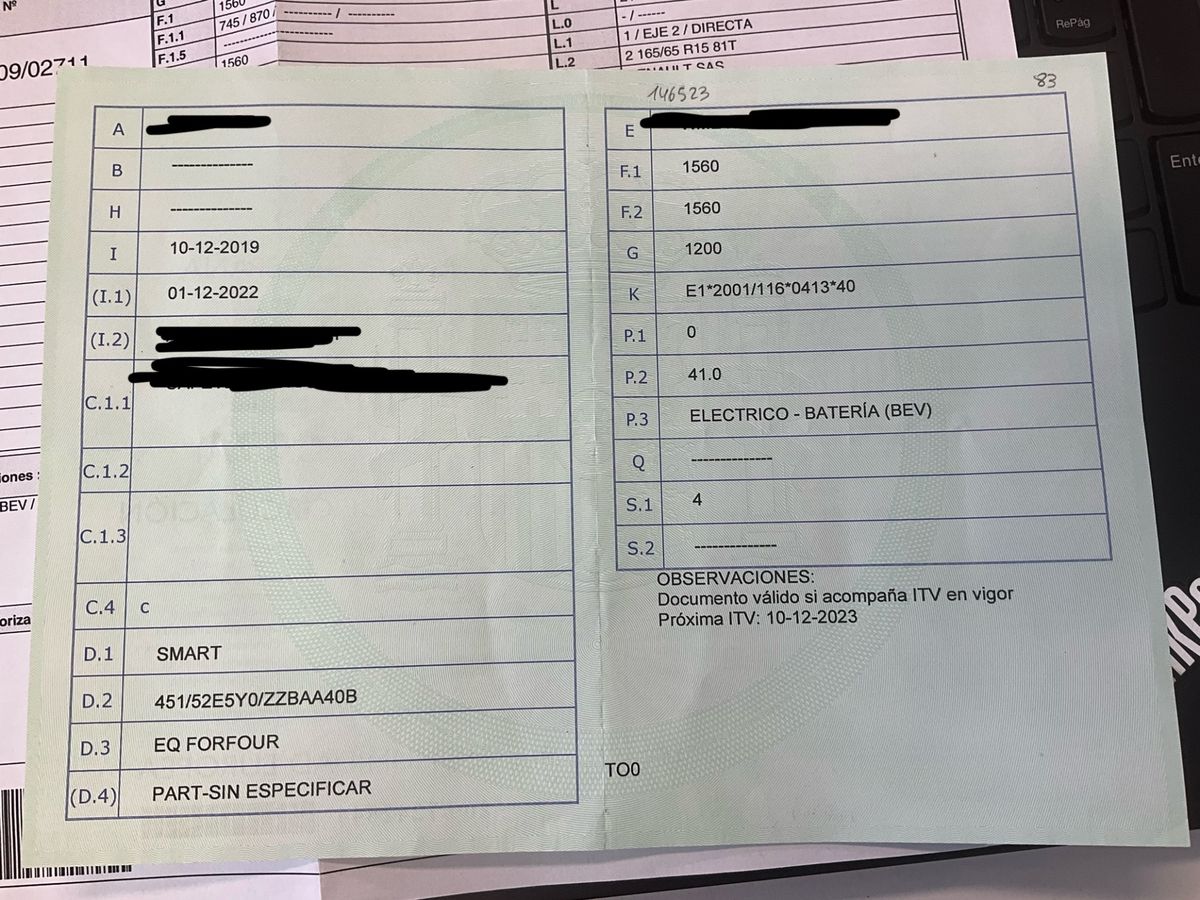 Nº
G
1560
F.1
745 / 870 /
F.1.1
F.1.5
1560
---------- / ----------
L
L.0
- / ------
L.1
1 / EJE 2 / DIRECTA
L.2
2 165/65 R15 81T
RePág
09/02711
146523
83
A
B --------------
H --------------
I 10-12-2019
(I.1) 01-12-2022
(I.2)
C.1.1
C.1.2
C.1.3
C.4 c
D.1 SMART
D.2 451/52E5Y0/ZZBAA40B
D.3 EQ FORFOUR
(D.4) PART-SIN ESPECIFICAR
E
F.1 1560
F.2 1560
G 1200
K E1*2001/116*0413*40
P.1 0
P.2 41.0
P.3 ELECTRICO - BATERÍA (BEV)
Q --------------
S.1 4
S.2 --------------
OBSERVACIONES:
Documento válido si acompaña ITV en vigor
Próxima ITV: 10-12-2023
TO0
iones :
BEV /
oriza
Ente